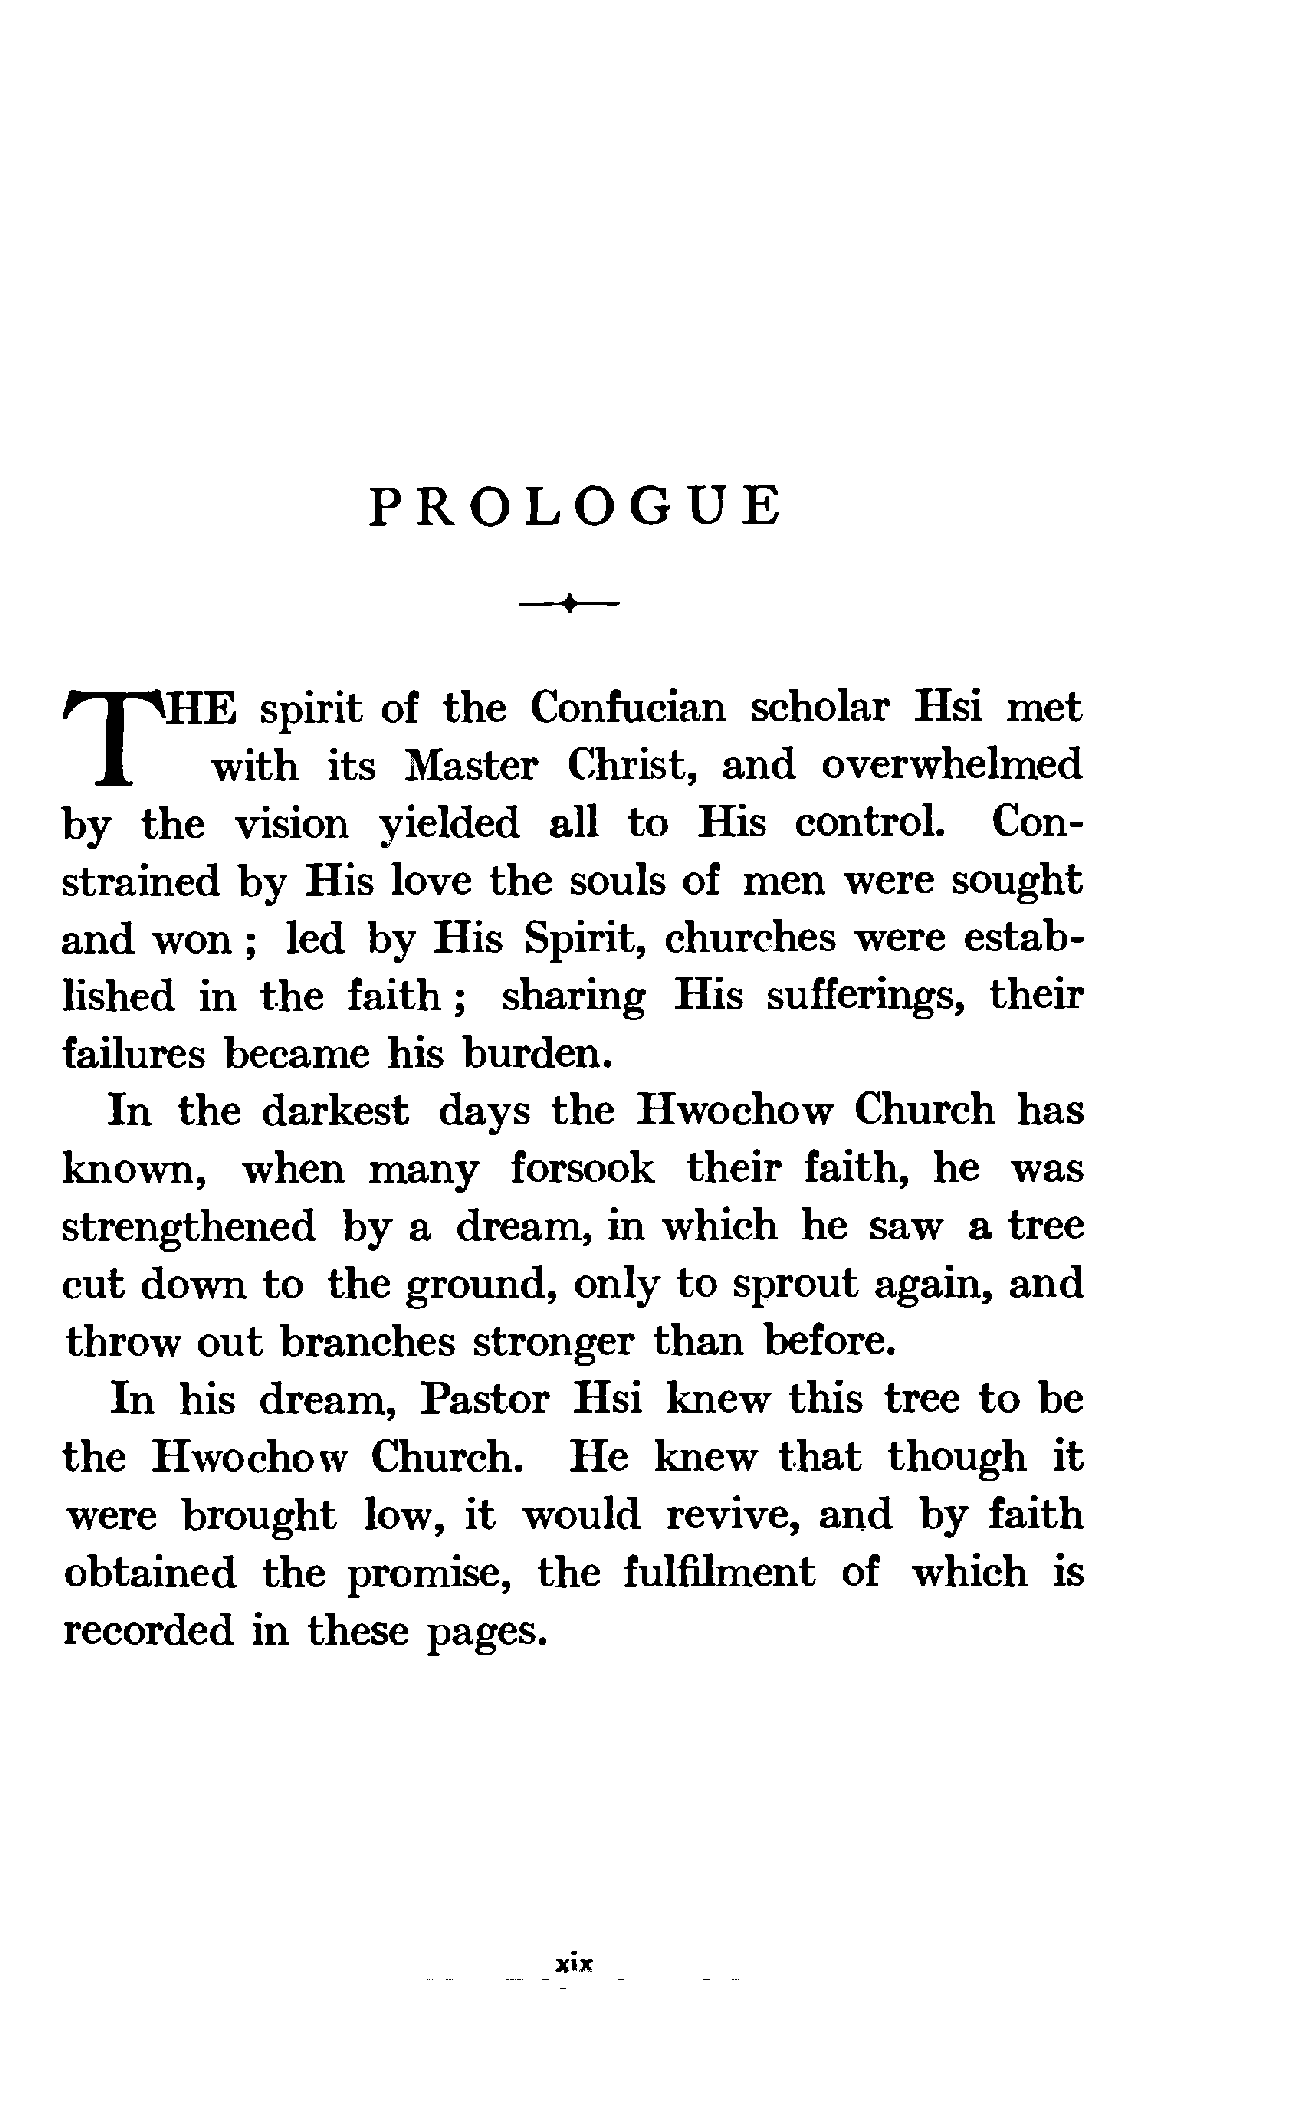 PROLOGUE
THE spirit of the Confucian scholar Hsi met
with its Master Christ, and overwhelmed
by the vision yielded all to His control. Con-
strained by His love the souls of men were sought
and won ; led by His Spirit, churches were estab-
lished in the faith ; sharing His sufferings, their
failures became his burden.
In the darkest days the Hwochow Church has
known, when many forsook their faith, he was
strengthened by a dream, in which he saw a tree
cut down to the ground, only to sprout again, and
throw out branches stronger than before.
In his dream, Pastor Hsi knew this tree to be
the Hwochow Church. He knew that though it
were brought low, it would revive, and by faith
obtained the promise, the fulfilment of which is
recorded in these pages.
xix